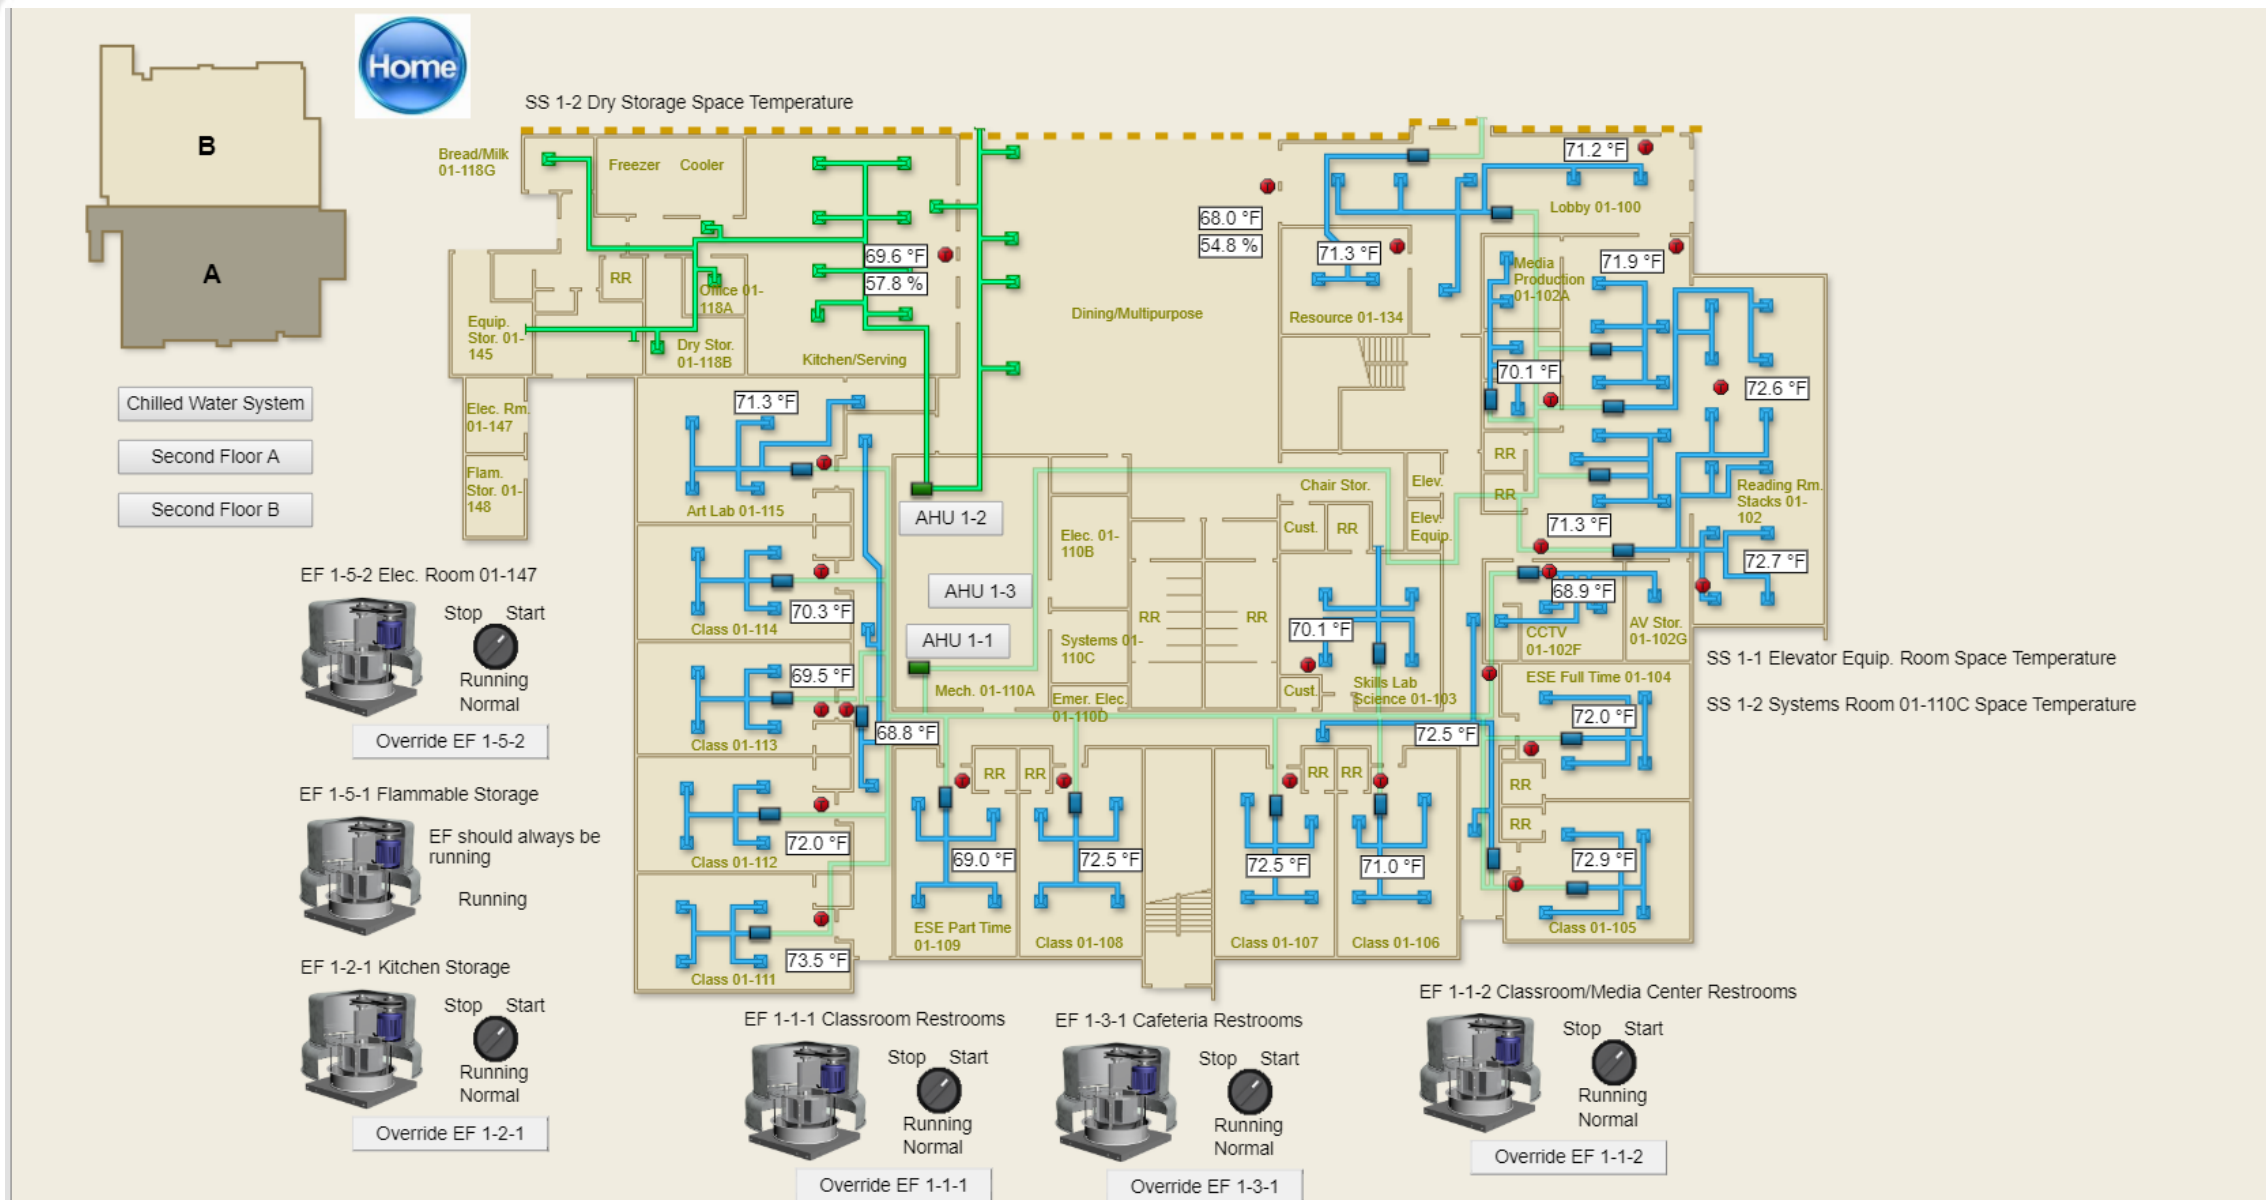 Home
B
A
Chilled Water System
Second Floor A
Second Floor B
SS 1-2 Dry Storage Space Temperature
Bread/Milk
01-118G
Freezer
Cooler
RR
Office 01-
118A
69.6 °F
57.8 %
Equip.
Stor. 01-
145
Dry Stor.
01-118B
Kitchen/Serving
Elec. Rm.
01-147
Flam.
Stor. 01-
148
Dining/Multipurpose
68.0 °F
54.8 %
71.2 °F
Lobby 01-100
71.3 °F
Resource 01-134
Media
Production
01-102A
71.9 °F
70.1 °F
72.6 °F
RR
RR
Reading Rm.
Stacks 01-
102
71.3 °F
72.7 °F
71.3 °F
Art Lab 01-115
AHU 1-2
AHU 1-3
AHU 1-1
Mech. 01-110A
Elec. 01-
110B
Systems 01-
110C
Emer. Elec.
01-110D
RR
RR
Chair Stor.
Cust.
RR
Elev.
Elev.
Equip.
70.1 °F
Cust.
Skills Lab
Science 01-103
68.9 °F
CCTV
01-102F
AV Stor.
01-102G
SS 1-1 Elevator Equip. Room Space Temperature
SS 1-2 Systems Room 01-110C Space Temperature
ESE Full Time 01-104
72.0 °F
72.5 °F
RR
RR
72.9 °F
Class 01-105
70.3 °F
Class 01-114
69.5 °F
Class 01-113
68.8 °F
72.0 °F
Class 01-112
73.5 °F
Class 01-111
RR
RR
69.0 °F
ESE Part Time
01-109
72.5 °F
Class 01-108
RR
RR
72.5 °F
Class 01-107
71.0 °F
Class 01-106
EF 1-5-2 Elec. Room 01-147
Stop Start
Running
Normal
Override EF 1-5-2
EF 1-5-1 Flammable Storage
EF should always be
running
Running
EF 1-2-1 Kitchen Storage
Stop Start
Running
Normal
Override EF 1-2-1
EF 1-1-1 Classroom Restrooms
Stop Start
Running
Normal
Override EF 1-1-1
EF 1-3-1 Cafeteria Restrooms
Stop Start
Running
Normal
Override EF 1-3-1
EF 1-1-2 Classroom/Media Center Restrooms
Stop Start
Running
Normal
Override EF 1-1-2